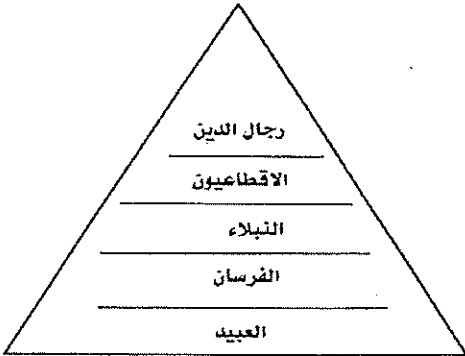 رجال الدين
الاقطاعيون
النبلاء
الفرسان
العبيد